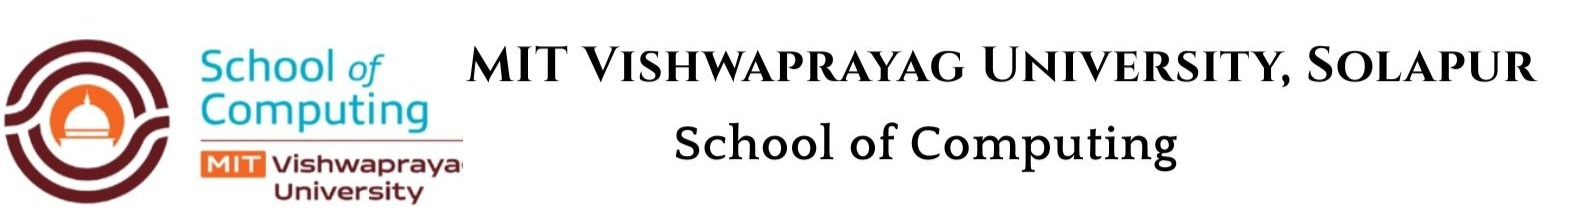 School of
Computing
MIT Vishwapraya
University
MIT Vishwaprayag University, Solapur
School of Computing